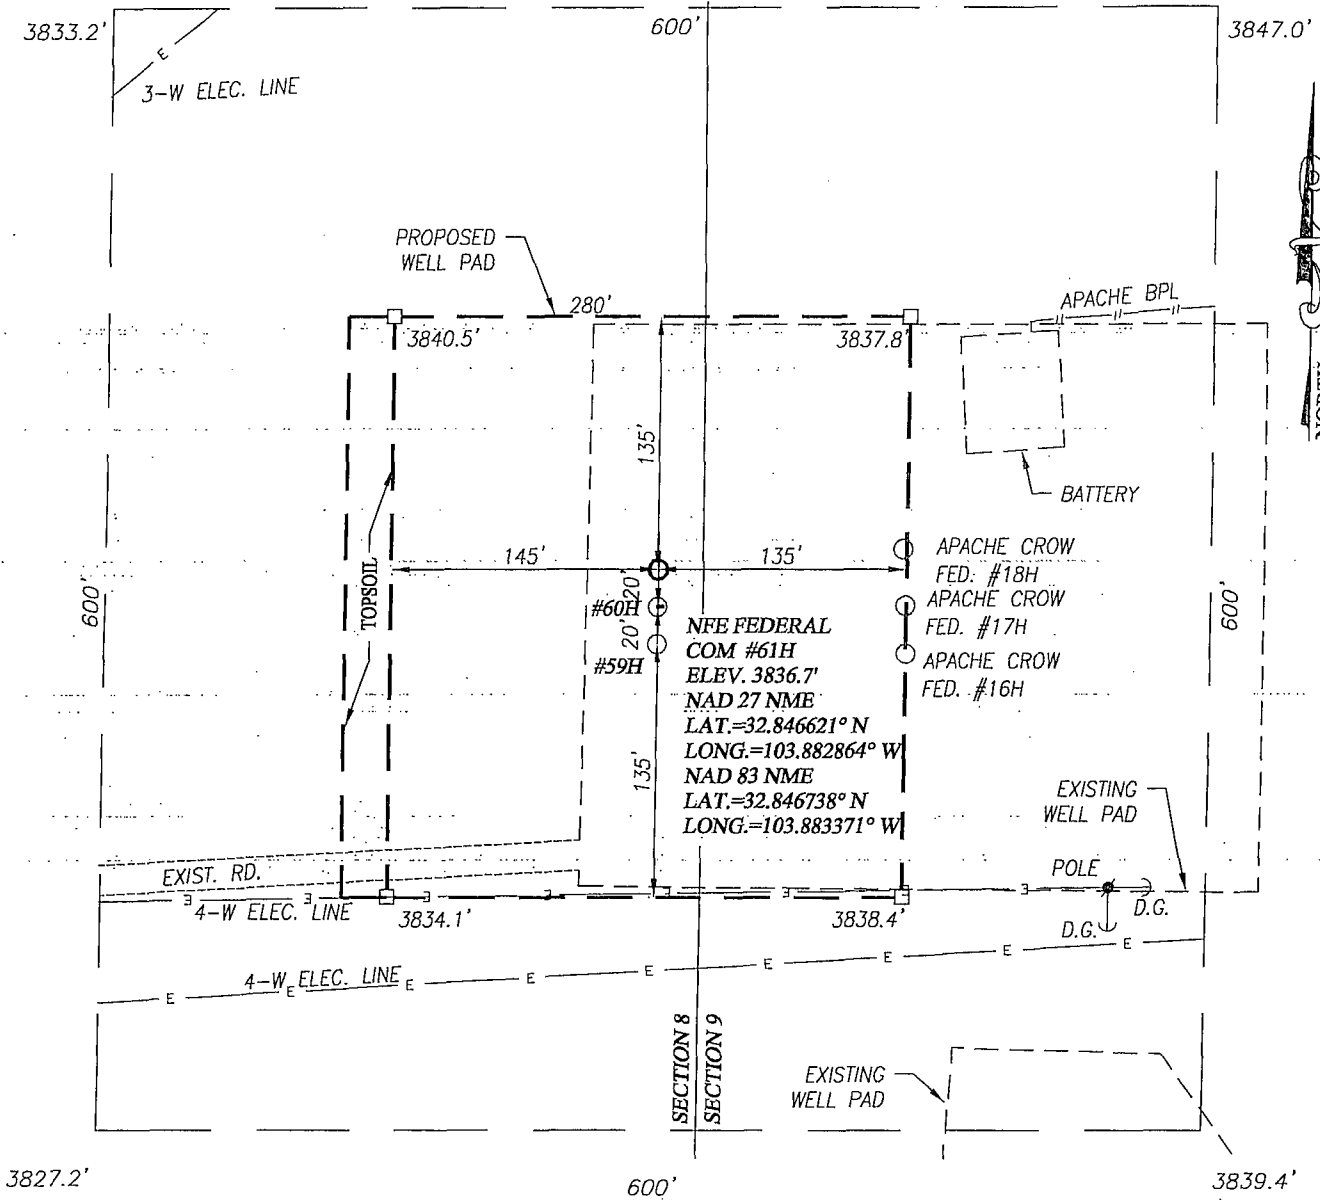 3833.2'
600'
3847.0'
E
3-W ELEC. LINE
PROPOSED
WELL PAD
280'
APACHE BPL
3840.5'
3837.8'
NORTH
135'
BATTERY
145'
135'
APACHE CROW
FED. #18H
600'
TOPSOIL
20'
#60H
APACHE CROW
FED. #17H
600'
20'
#59H
APACHE CROW
FED. #16H
NFE FEDERAL
COM #61H
ELEV. 3836.7'
NAD 27 NME
LAT.=32.846621° N
LONG.=103.882864° W
NAD 83 NME
LAT.=32.846738° N
LONG.=103.883371° W
135'
EXISTING
WELL PAD
EXIST. RD.
POLE
E E E E E
4-W ELEC. LINE
3834.1'
3838.4'
D.G.
D.G.
4-W ELEC. LINE
E E E E E E E E E
SECTION 8
SECTION 9
EXISTING
WELL PAD
3827.2'
600'
3839.4'